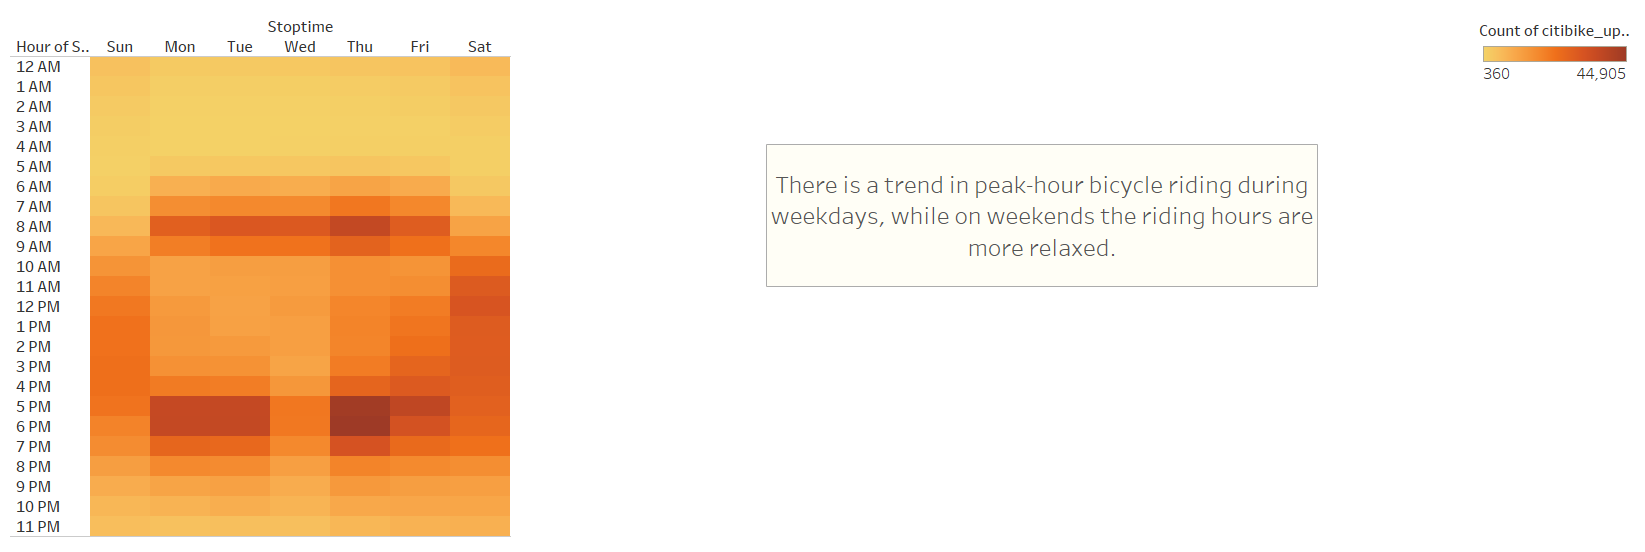 Stoptime
Hour of S.. Sun Mon Tue Wed Thu Fri Sat
12 AM
1 AM
2 AM
3 AM
4 AM
5 AM
6 AM
7 AM
8 AM
9 AM
10 AM
11 AM
12 PM
1 PM
2 PM
3 PM
4 PM
5 PM
6 PM
7 PM
8 PM
9 PM
10 PM
11 PM
There is a trend in peak-hour bicycle riding during
weekdays, while on weekends the riding hours are
more relaxed.
Count of citibike_up..
360 44,905